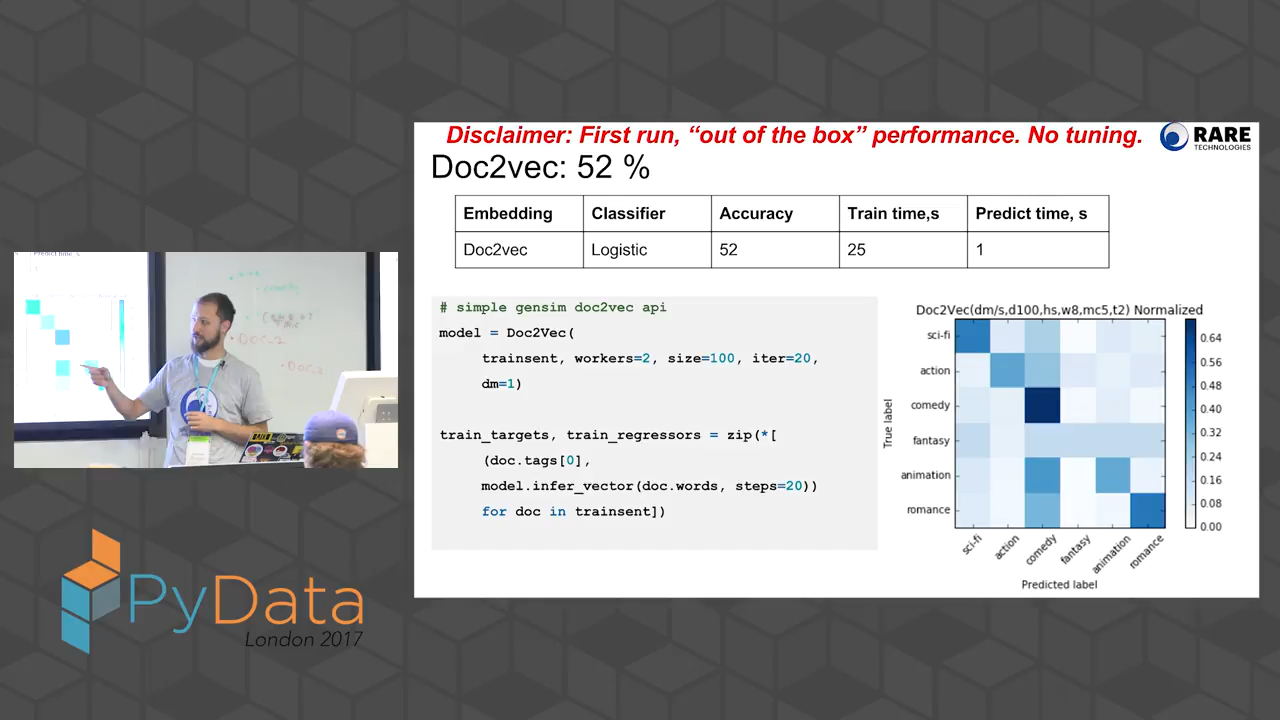 Disclaimer: First run, “out of the box” performance. No tuning.
RARE
TECHNOLOGIES
Doc2vec: 52 %
Embedding Classifier Accuracy Train time,s Predict time, s
Doc2vec Logistic 52 25 1
# simple gensim doc2vec api
model = Doc2Vec(
trainsent, workers=2, size=100, iter=20,
dm=1)
train_targets, train_regressors = zip(*[
(doc.tags[0],
model.infer_vector(doc.words, steps=20))
for doc in trainsent])
Doc2Vec(dm/s,d100,hs,w8,mc5,t2) Normalized
True label
sci-fi
action
comedy
fantasy
animation
romance
sci-fi action comedy fantasy animation romance
Predicted label
0.64
0.56
0.48
0.40
0.32
0.24
0.16
0.08
0.00
Predict time, s
1
PyData
London 2017